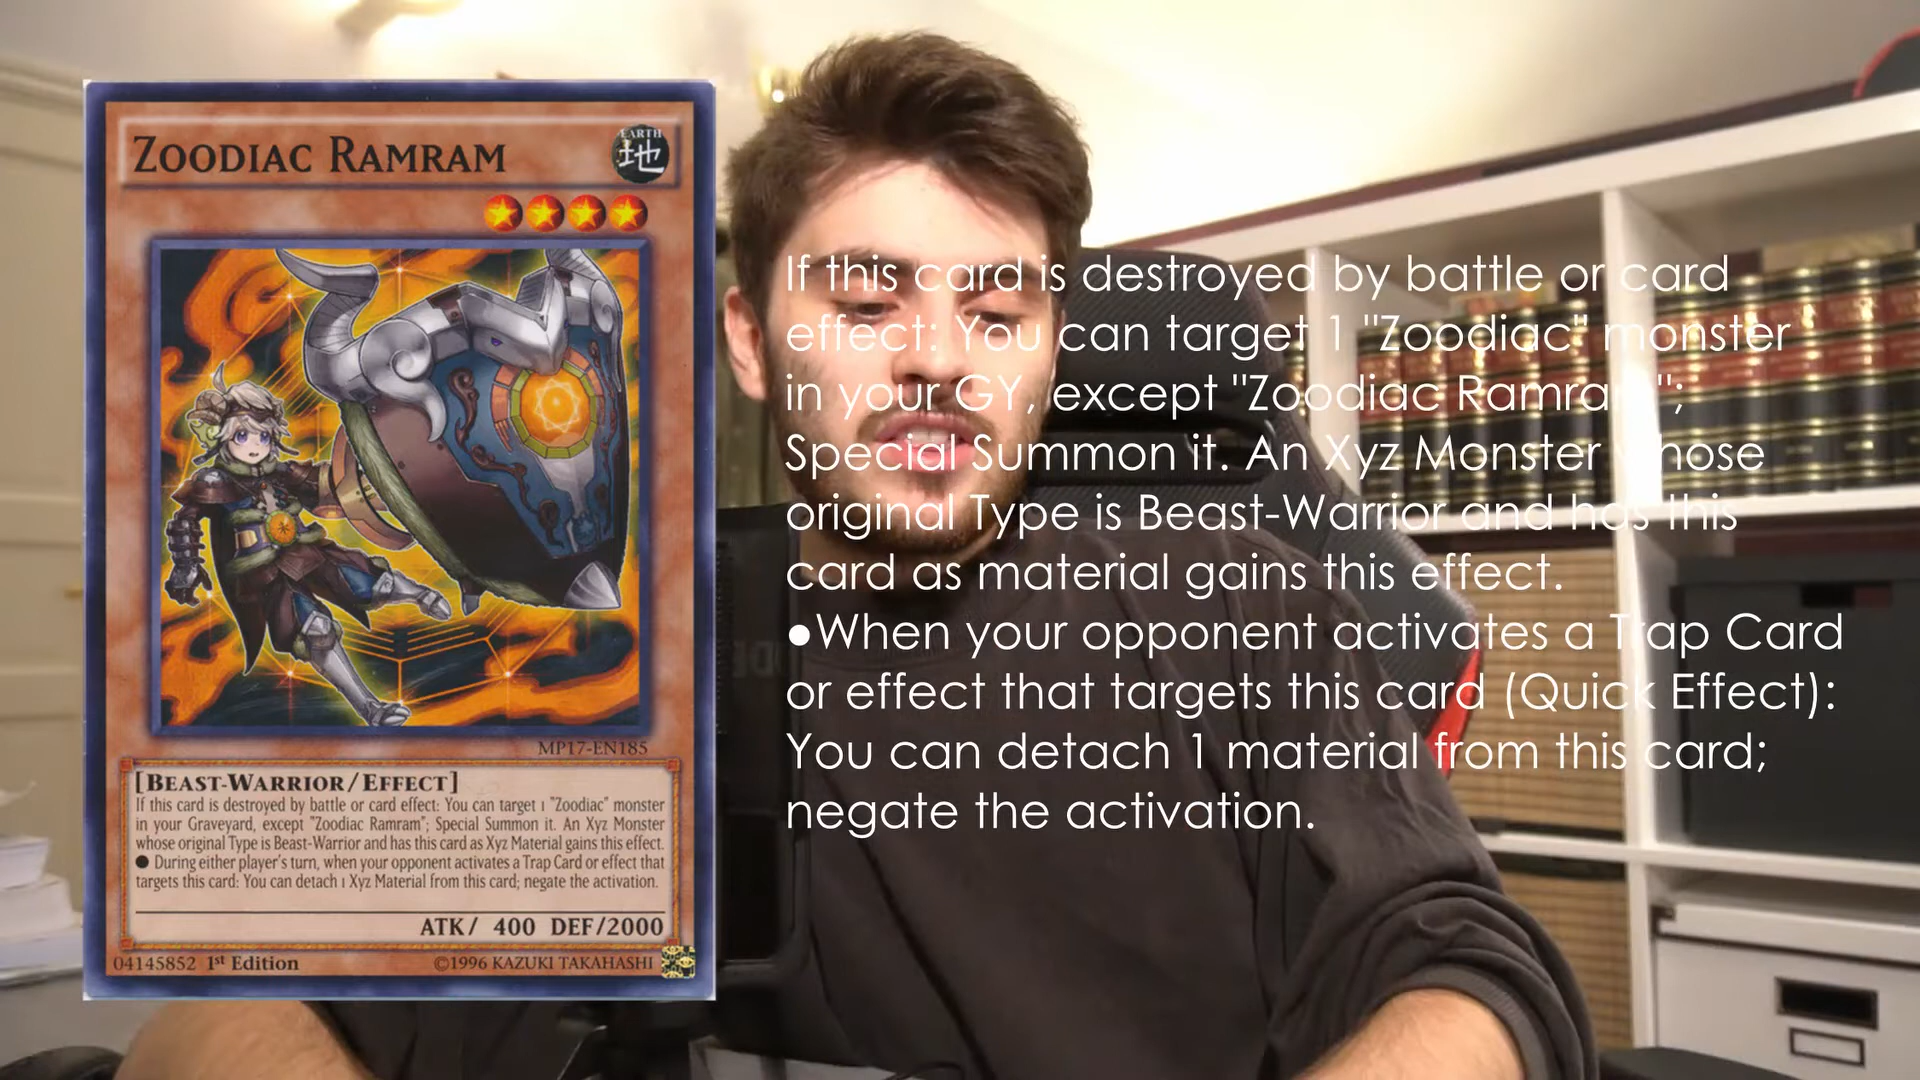 ZOODIAC RAMRAM
EARTH
地
MP17-EN185
[BEAST-WARRIOR/EFFECT]
If this card is destroyed by battle or card effect: You can target 1 "Zoodiac" monster
in your Graveyard, except "Zoodiac Ramram"; Special Summon it. An Xyz Monster
whose original Type is Beast-Warrior and has this card as Xyz Material gains this effect.
● During either player's turn, when your opponent activates a Trap Card or effect that
targets this card: You can detach 1 Xyz Material from this card; negate the activation.
ATK/ 400 DEF/2000
04145852 1st Edition
©1996 KAZUKI TAKAHASHI
If this card is destroyed by battle or card
effect: You can target 1 "Zoodiac" monster
in your GY, except "Zoodiac Ramram";
Special Summon it. An Xyz Monster whose
original Type is Beast-Warrior and has this
card as material gains this effect.
●When your opponent activates a Trap Card
or effect that targets this card (Quick Effect):
You can detach 1 material from this card;
negate the activation.